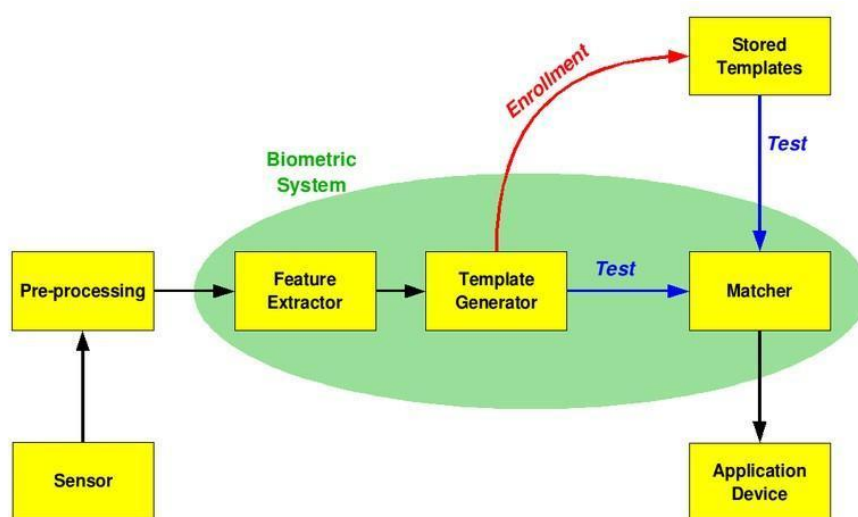 Stored
Templates
Enrollment
Test
Biometric
System
Pre-processing
Feature
Extractor
Template
Generator
Test
Matcher
Sensor
Application
Device